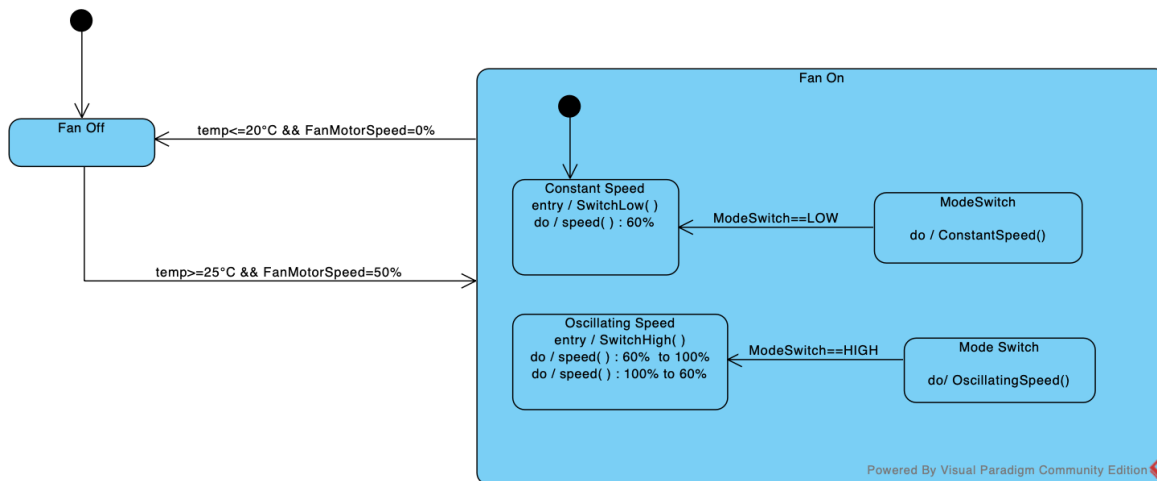 Fan On
Fan Off
temp<=20°C && FanMotorSpeed=0%
Constant Speed
entry / SwitchLow( )
do / speed( ) : 60%
ModeSwitch==LOW
ModeSwitch
do / ConstantSpeed()
temp>=25°C && FanMotorSpeed=50%
Oscillating Speed
entry / SwitchHigh( )
do / speed( ) : 60%  to 100%
do / speed( ) : 100% to 60%
ModeSwitch==HIGH
Mode Switch
do/ OscillatingSpeed()
Powered By Visual Paradigm Community Edition